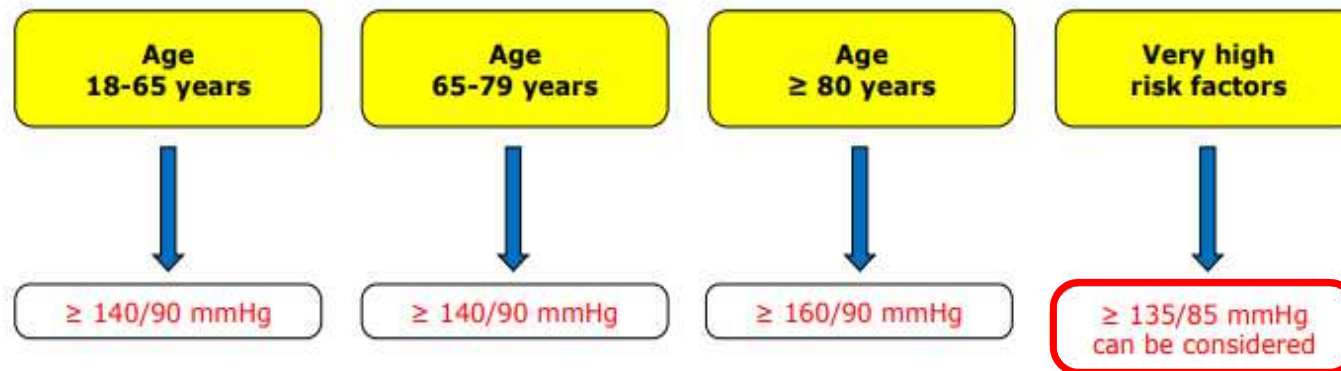 Age
18-65 years
Age
65-79 years
Age
≥ 80 years
Very high
risk factors
≥ 140/90 mmHg
≥ 140/90 mmHg
≥ 160/90 mmHg
≥ 135/85 mmHg
can be considered